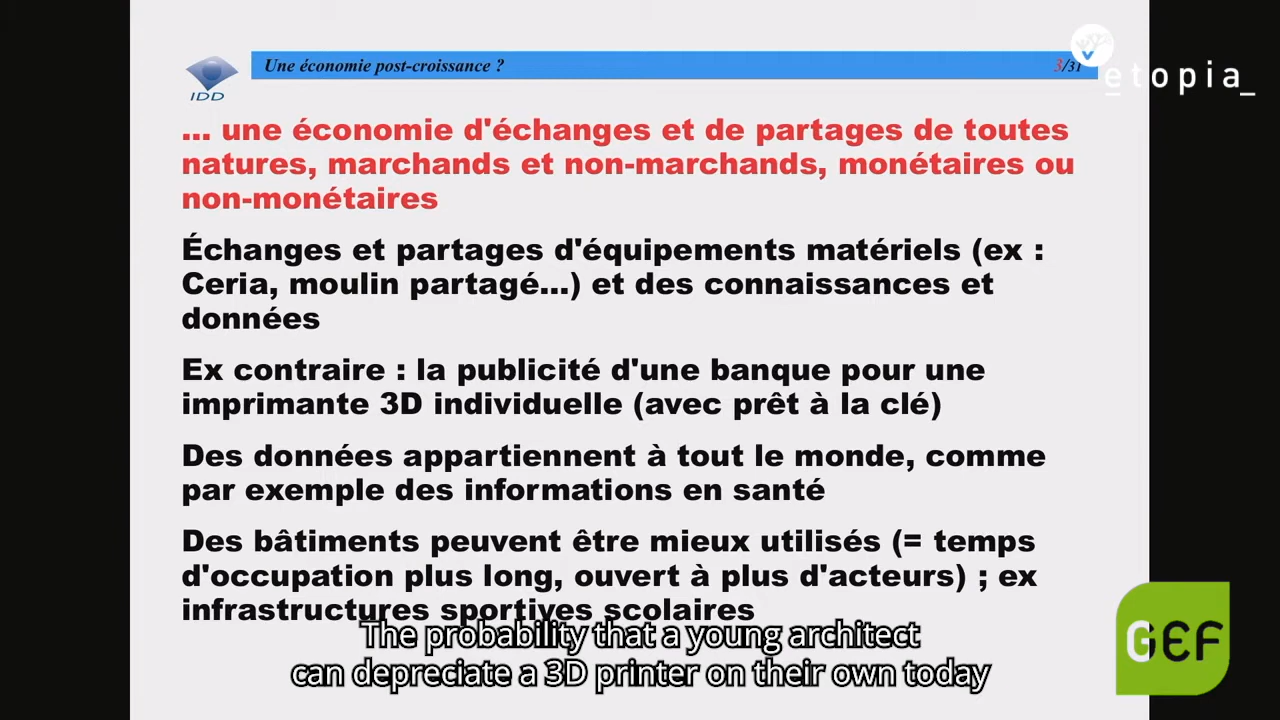 Une économie post-croissance ?
3/31
etopia_
IDD
... une économie d'échanges et de partages de toutes
natures, marchands et non-marchands, monétaires ou
non-monétaires
Échanges et partages d'équipements matériels (ex :
Ceria, moulin partagé...) et des connaissances et
données
Ex contraire : la publicité d'une banque pour une
imprimante 3D individuelle (avec prêt à la clé)
Des données appartiennent à tout le monde, comme
par exemple des informations en santé
Des bâtiments peuvent être mieux utilisés (= temps
d'occupation plus long, ouvert à plus d'acteurs) ; ex
infrastructures sportives scolaires
The probability that a young architect
can depreciate a 3D printer on their own today
GEF